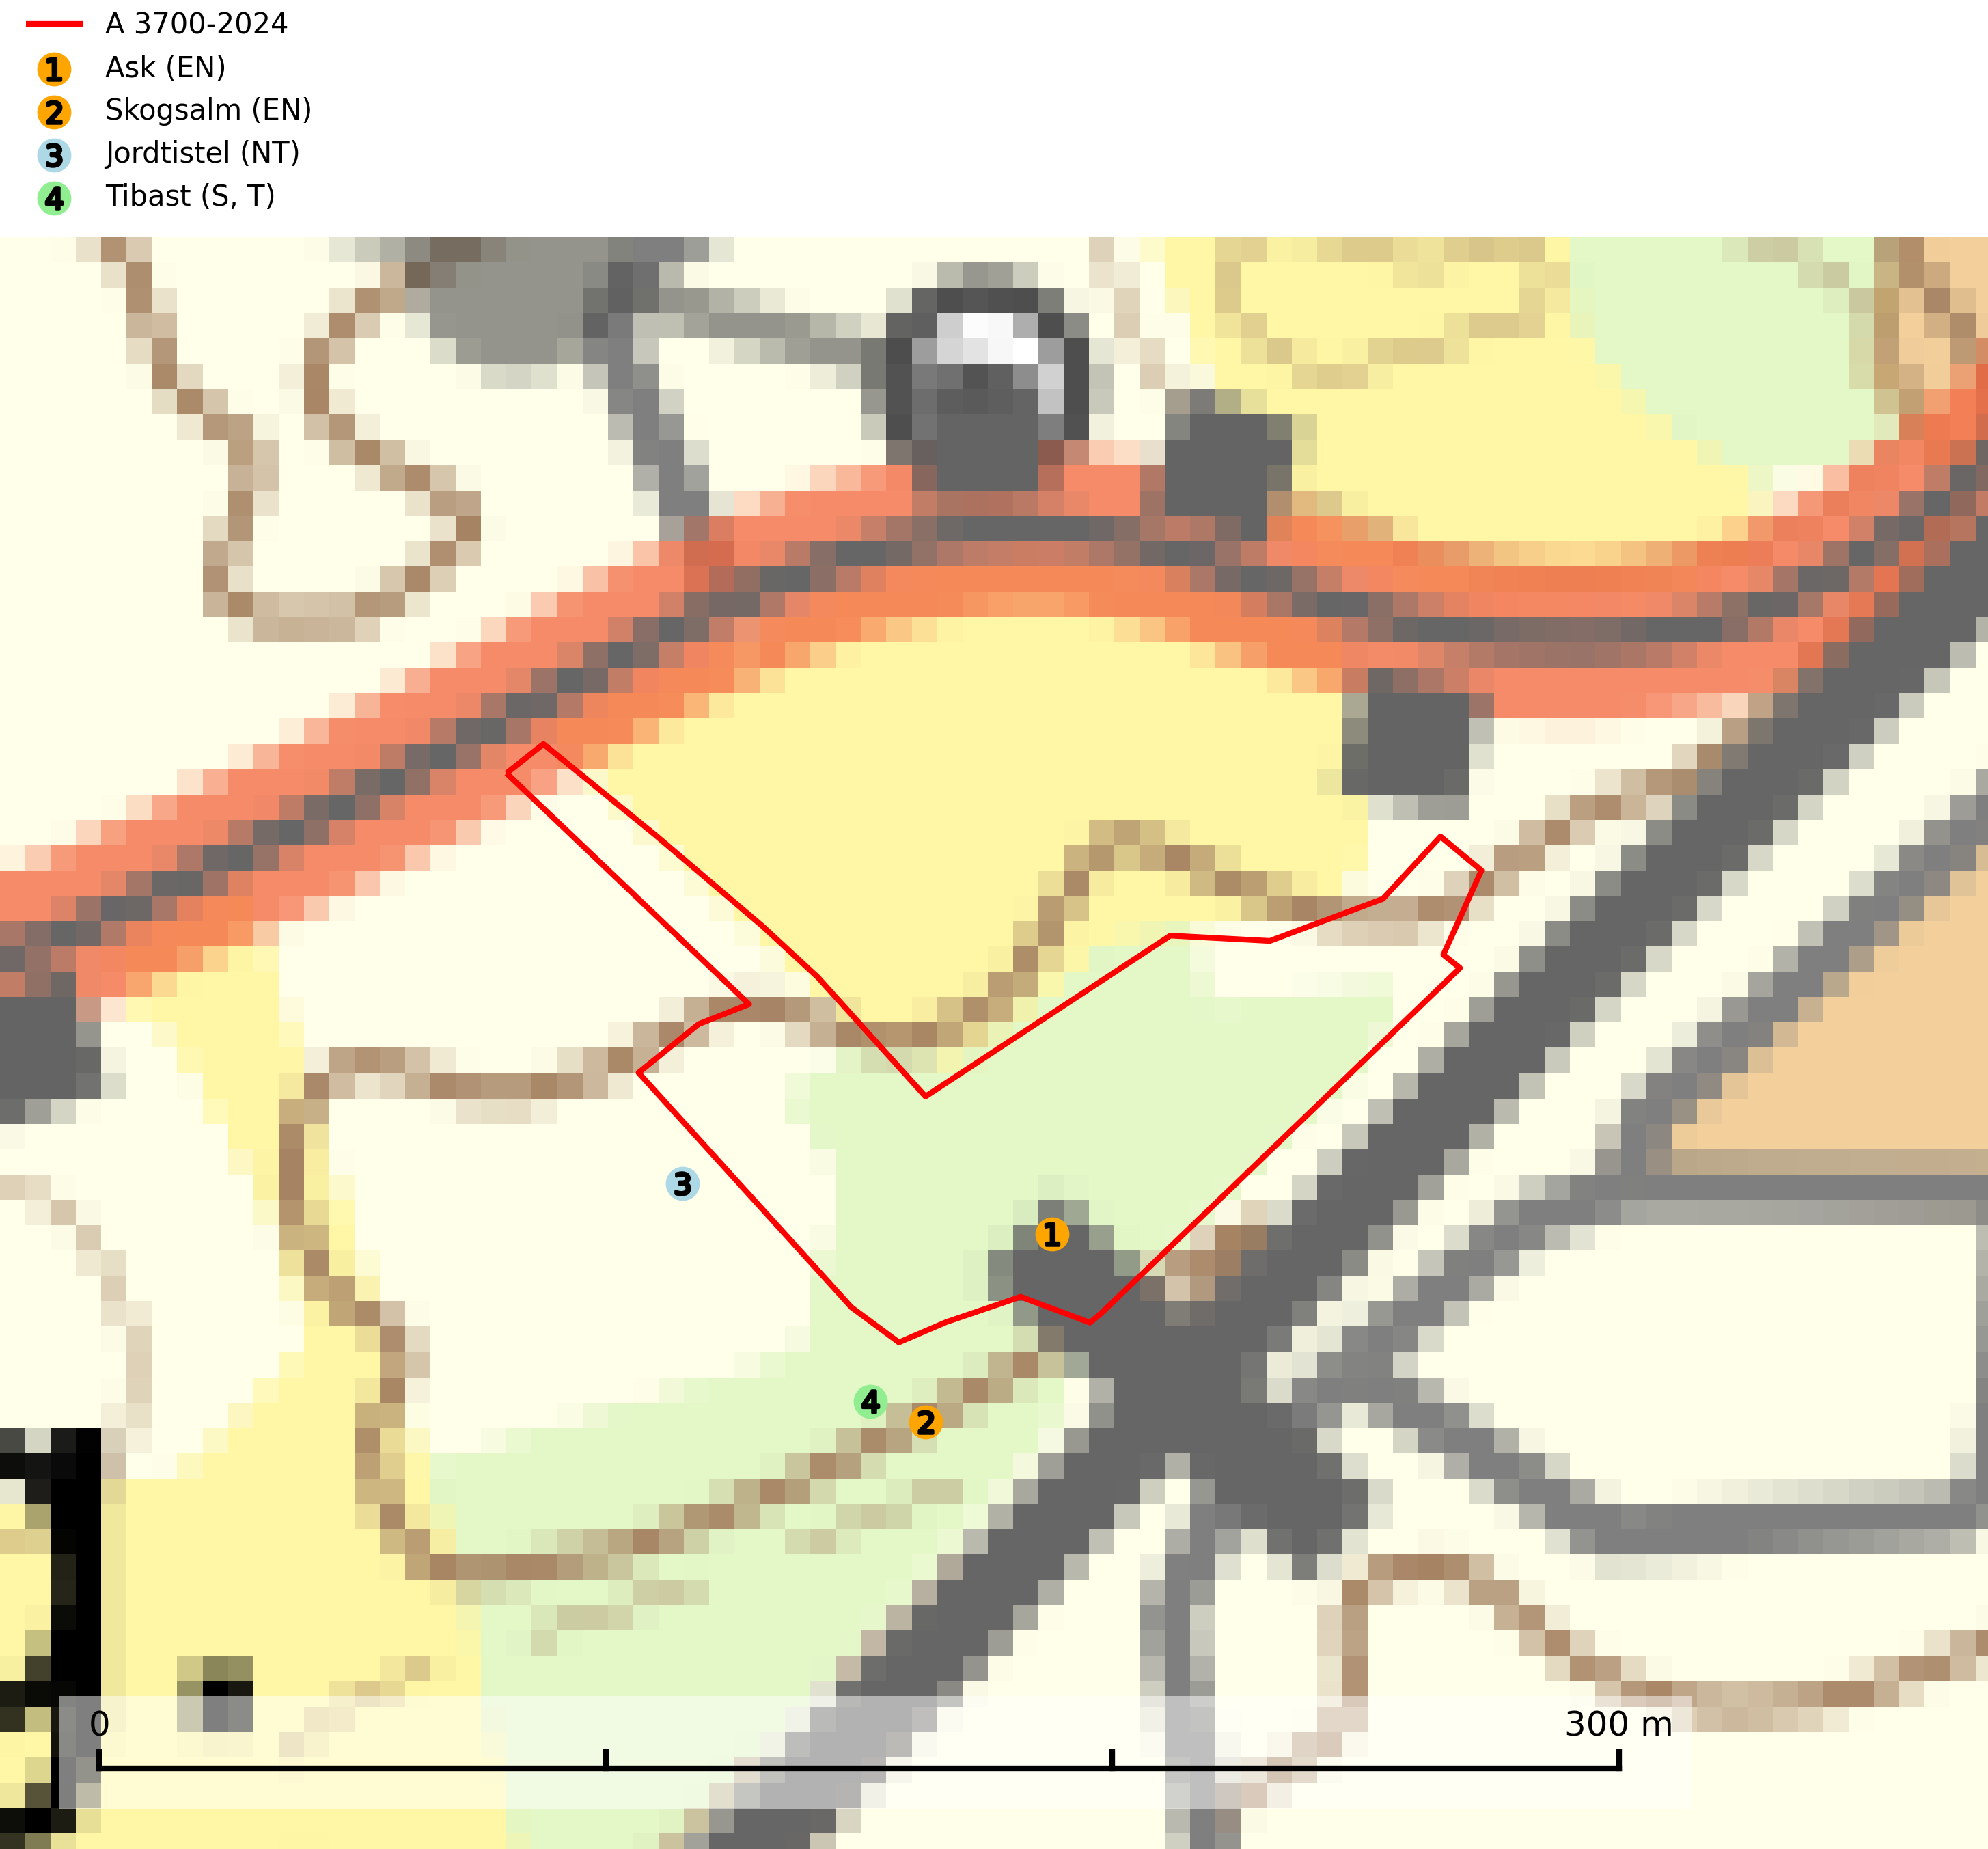 A 3700-2024
1 Ask (EN)
2 Skogsalm (EN)
3 Jordtistel (NT)
4 Tibast (S, T)
3
1
4
2
0
300 m